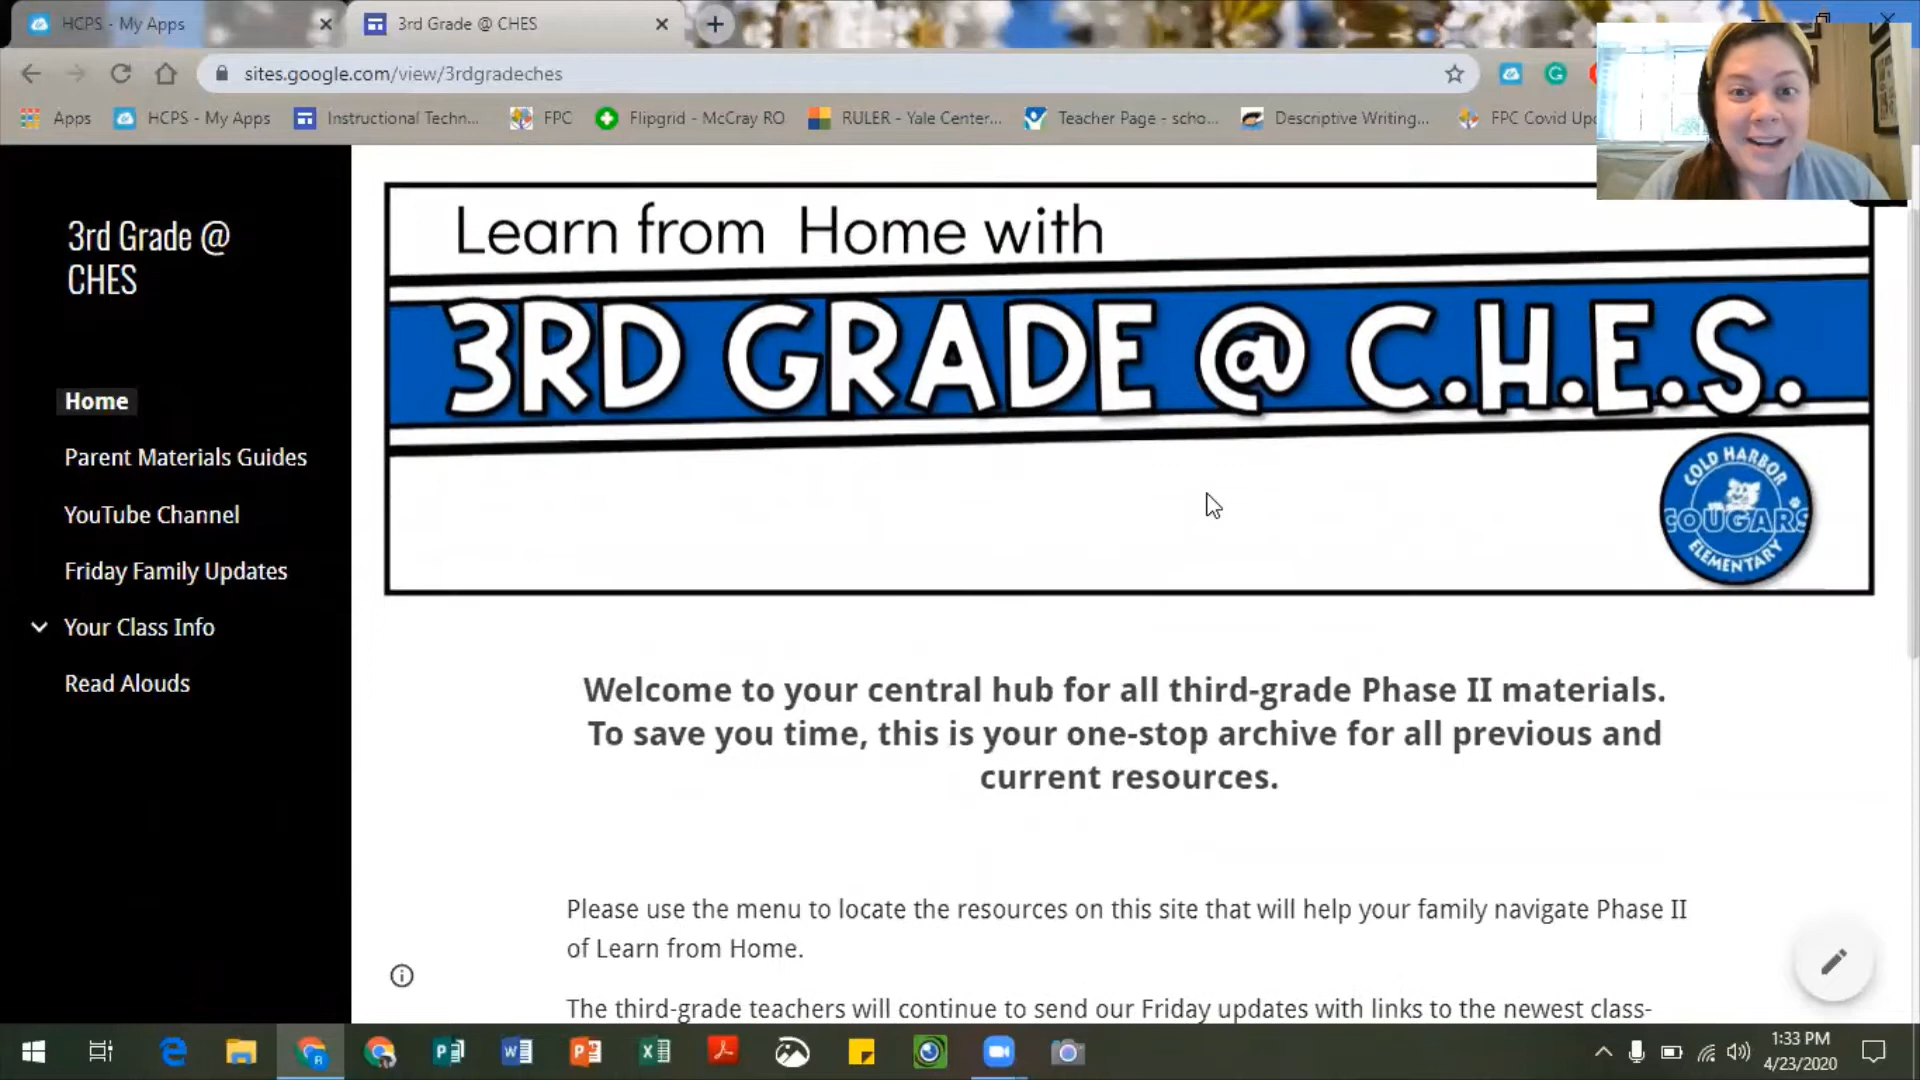 HCPS - My Apps
3rd Grade @ CHES
sites.google.com/view/3rdgradeches
Apps
HCPS - My Apps
Instructional Techn...
FPC
Flipgrid - McCray RO
RULER - Yale Center...
Teacher Page - scho...
Descriptive Writing...
FPC Covid Up
3rd Grade @
CHES
Home
Parent Materials Guides
YouTube Channel
Friday Family Updates
Your Class Info
Read Alouds
Learn from Home with
3RD GRADE @ C.H.E.S.
COLD HARBOR
COUGARS
ELEMENTARY
Welcome to your central hub for all third-grade Phase II materials.
To save you time, this is your one-stop archive for all previous and
current resources.
Please use the menu to locate the resources on this site that will help your family navigate Phase II
of Learn from Home.
The third-grade teachers will continue to send our Friday updates with links to the newest class-
1:33 PM
4/23/2020